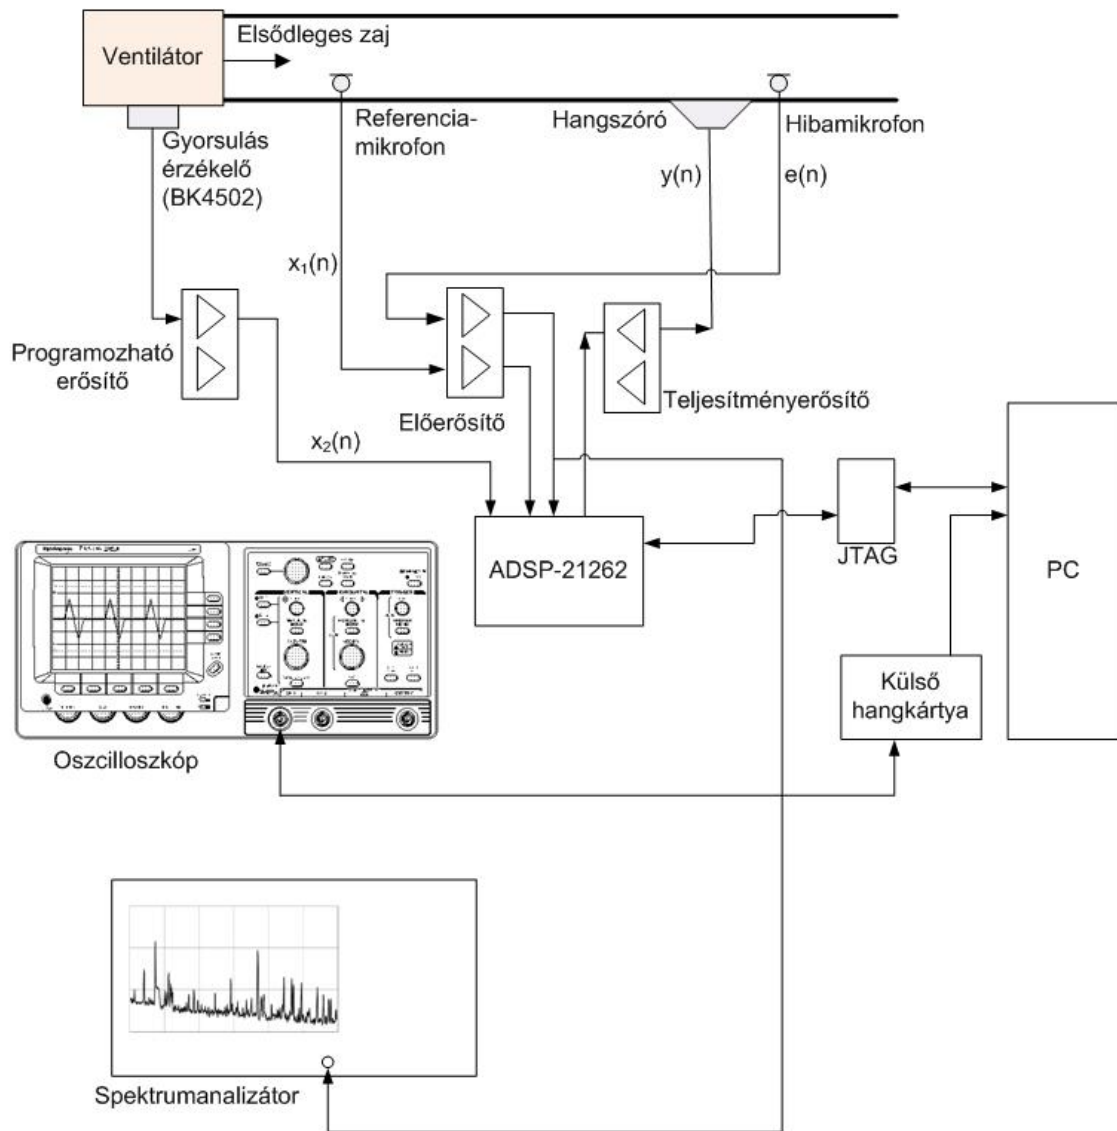 Elsődleges zaj
Ventilátor
Gyorsulás
érzékelő
(BK4502)
Referencia-
mikrofon
Hangszóró
Hibamikrofon
y(n)
e(n)
x₁(n)
Programozható
erősítő
Előerősítő
Teljesítményerősítő
x₂(n)
ADSP-21262
JTAG
PC
Külső
hangkártya
Oszcilloszkóp
Spektrumanalizátor